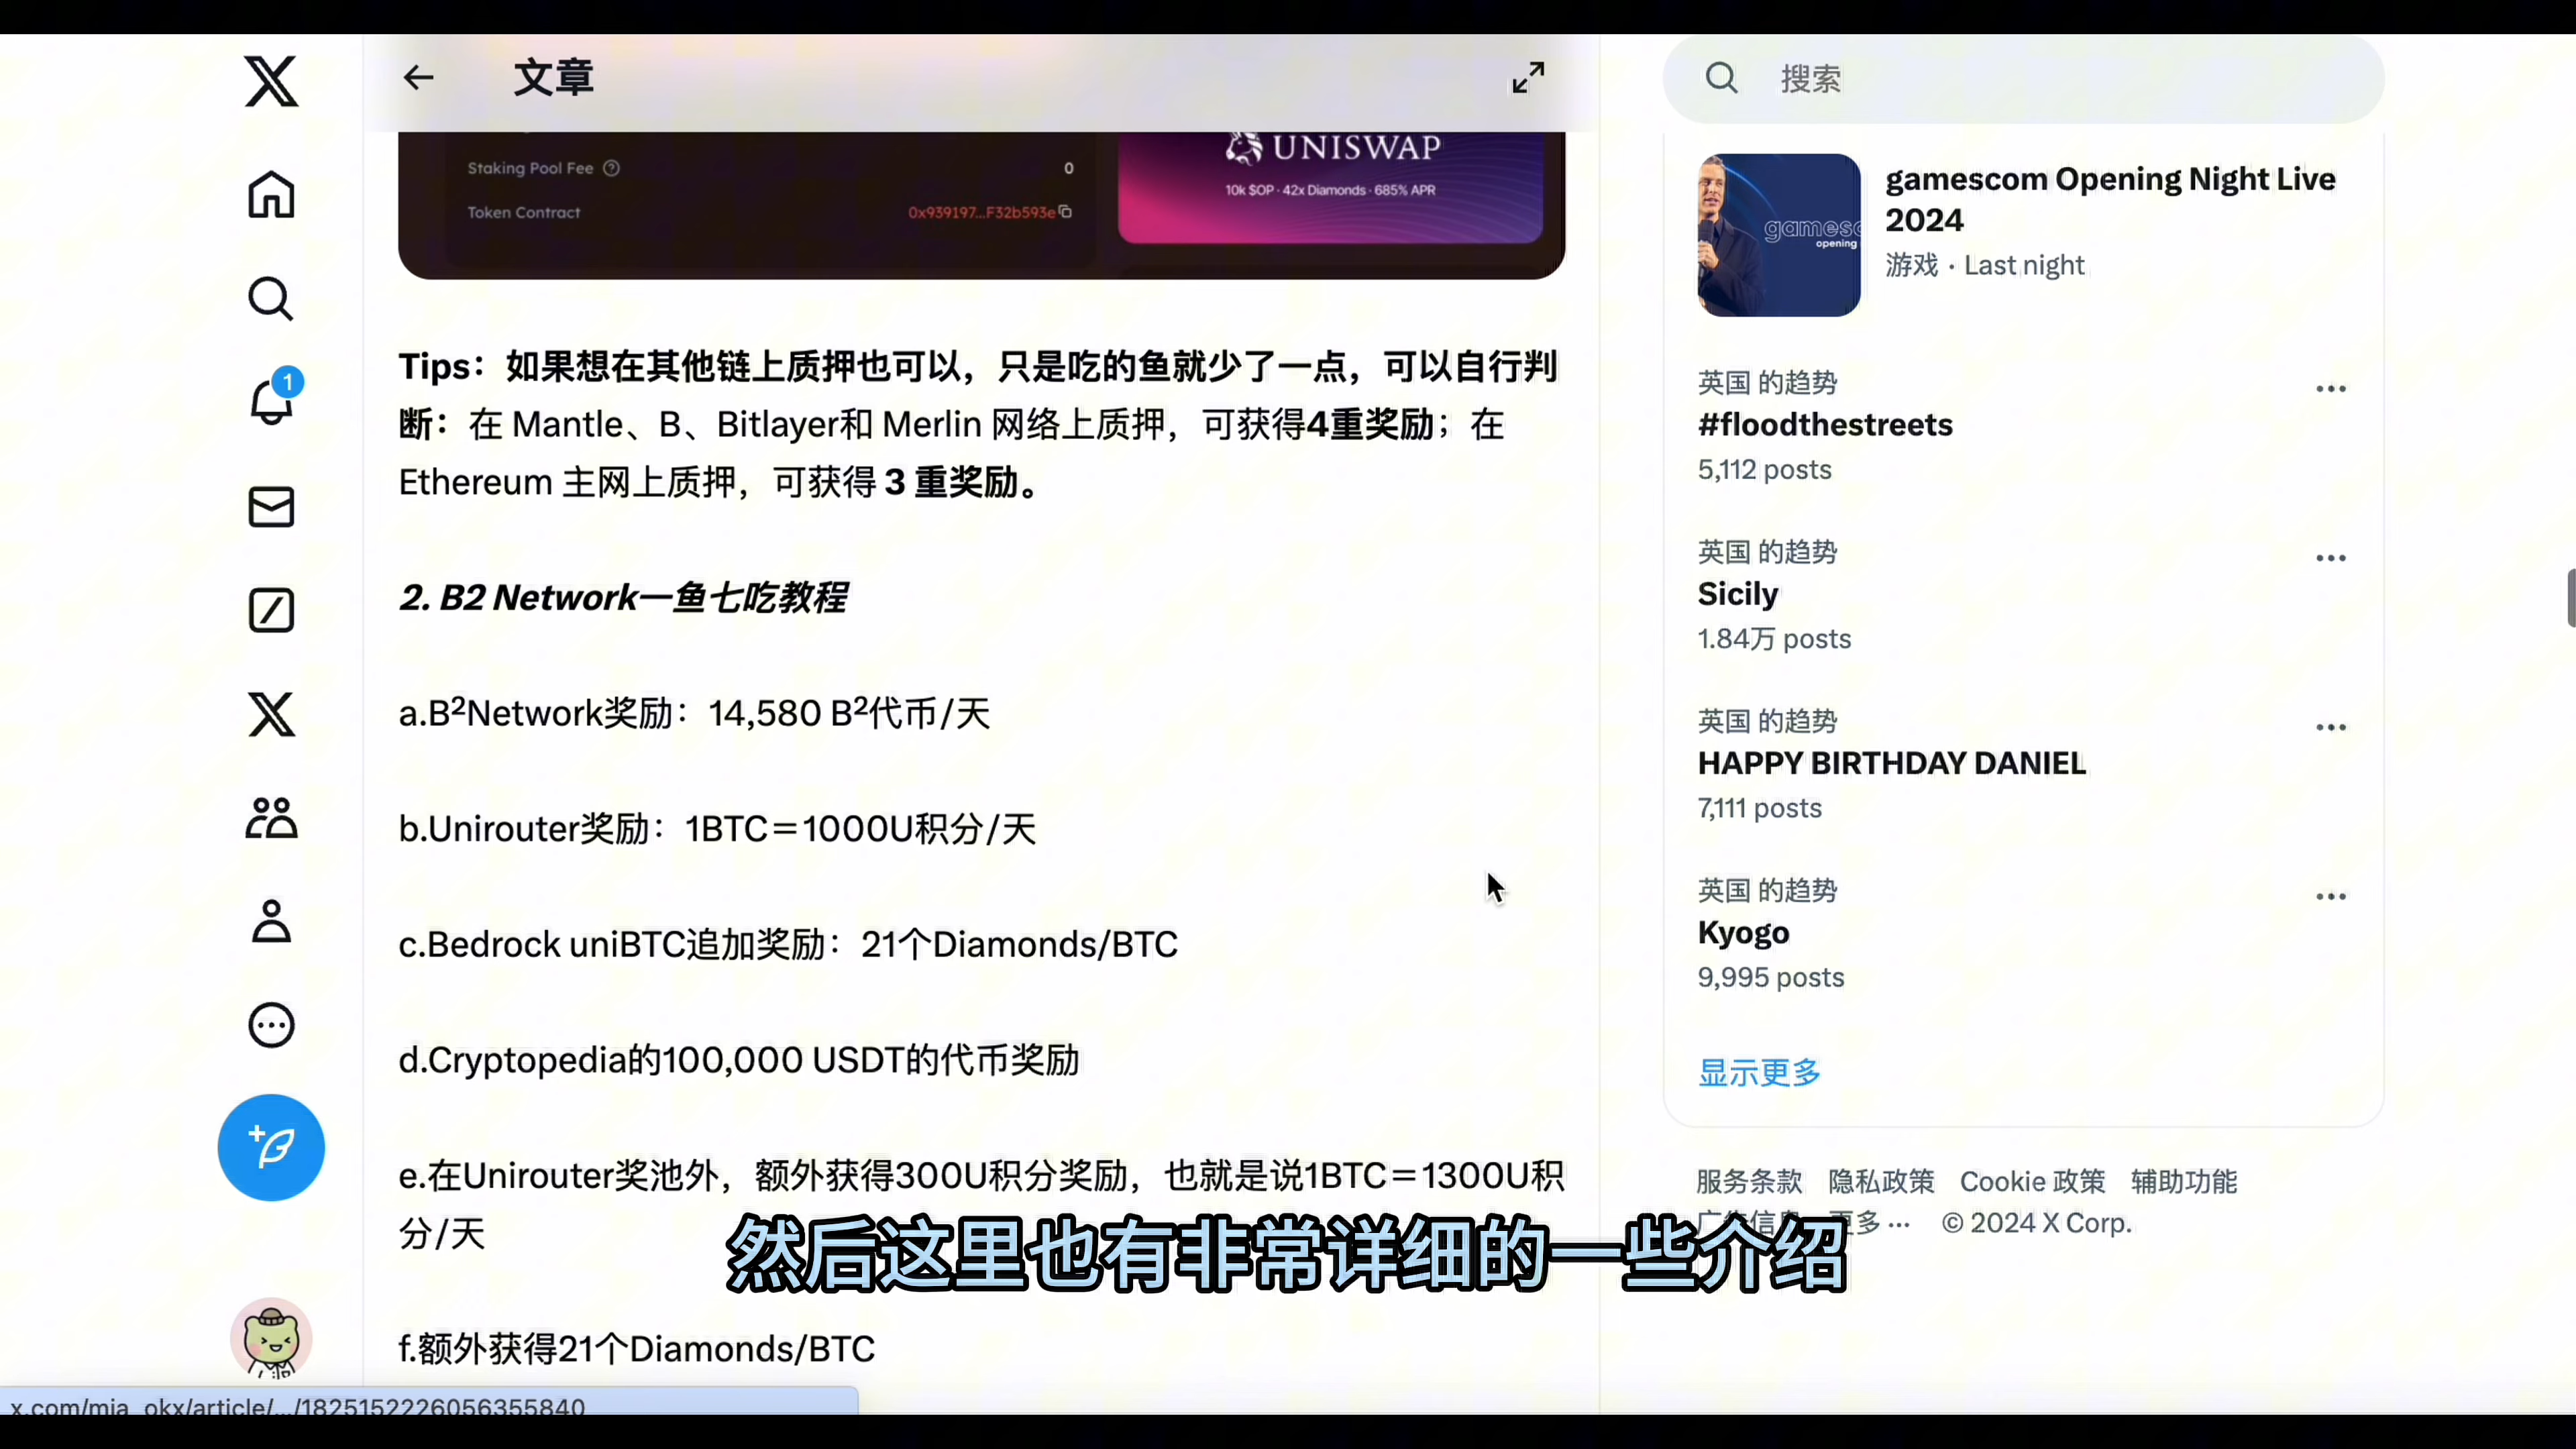 文章
搜索
Staking Pool Fee
0
Token Contract
0x939197...F32b593e
UNISWAP
10k $OP · 42x Diamonds · 685% APR
gamescom Opening Night Live
2024
游戏 · Last night
gamesc
opening
1
Tips：如果想在其他链上质押也可以，只是吃的鱼就少了一点，可以自行判
断：在 Mantle、B、Bitlayer和 Merlin 网络上质押，可获得4重奖励；在
Ethereum 主网上质押，可获得 3 重奖励。
2. B2 Network一鱼七吃教程
a.B²Network奖励：14,580 B²代币/天
b.Unirouter奖励：1BTC＝1000U积分/天
c.Bedrock uniBTC追加奖励：21个Diamonds/BTC
d.Cryptopedia的100,000 USDT的代币奖励
e.在Unirouter奖池外，额外获得300U积分奖励，也就是说1BTC＝1300U积
分/天
f.额外获得21个Diamonds/BTC
英国 的趋势
#floodthestreets
5,112 posts
英国 的趋势
Sicily
1.84万 posts
英国 的趋势
HAPPY BIRTHDAY DANIEL
7,111 posts
英国 的趋势
Kyogo
9,995 posts
显示更多
服务条款 隐私政策 Cookie 政策 辅助功能
广告信息 更多 ··· © 2024 X Corp.
然后这里也有非常详细的一些介绍
x.com/mia_okx/article/.../1825152226056355840